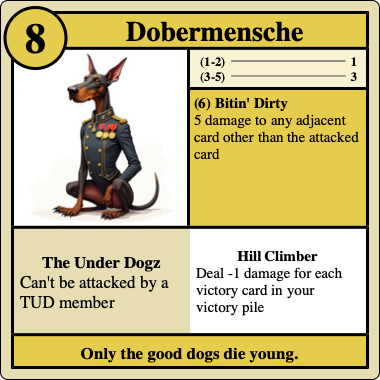 8
Dobermensche
(1-2) 1
(3-5) 3
(6) Bitin' Dirty
5 damage to any adjacent
card other than the attacked
card
The Under Dogz
Can't be attacked by a
TUD member
Hill Climber
Deal -1 damage for each
victory card in your
victory pile
Only the good dogs die young.